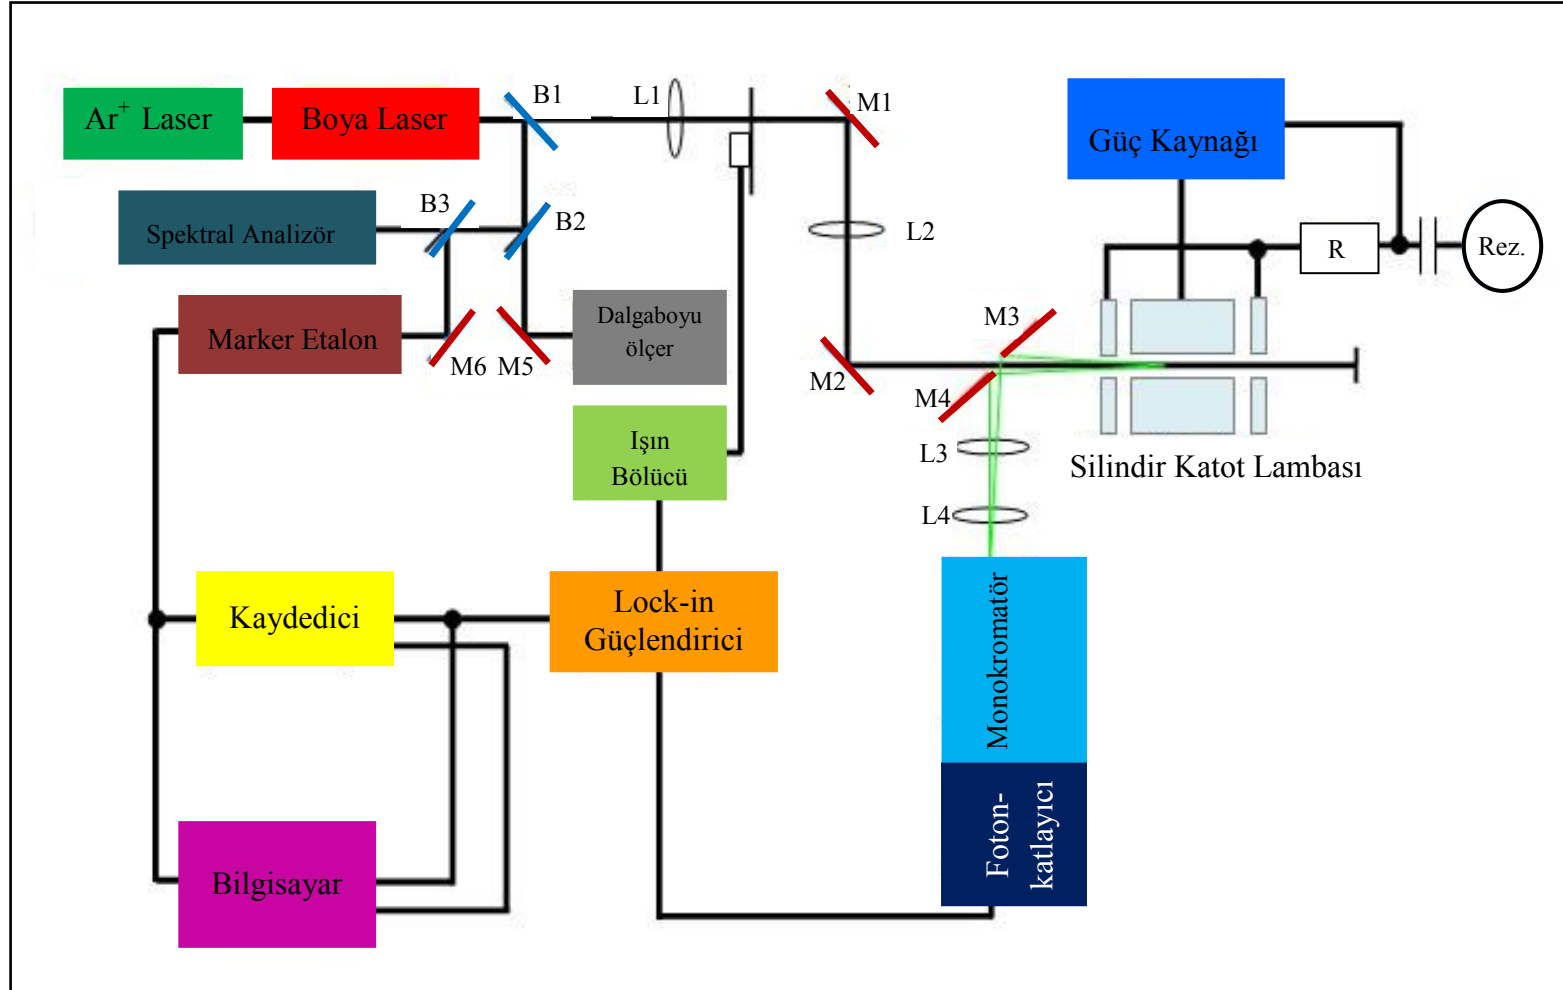 Ar+ Laser
Boya Laser
B1
L1
M1
Güç Kaynağı
Spektral Analizör
B3
B2
L2
R
Rez.
Marker Etalon
M6
M5
Dalgaboyu
ölçer
M2
M3
M4
Işın
Bölücü
L3
Silindir Katot Lambası
L4
Kaydedici
Lock-in
Güçlendirici
Monokromatör
Foton-
katlayıcı
Bilgisayar